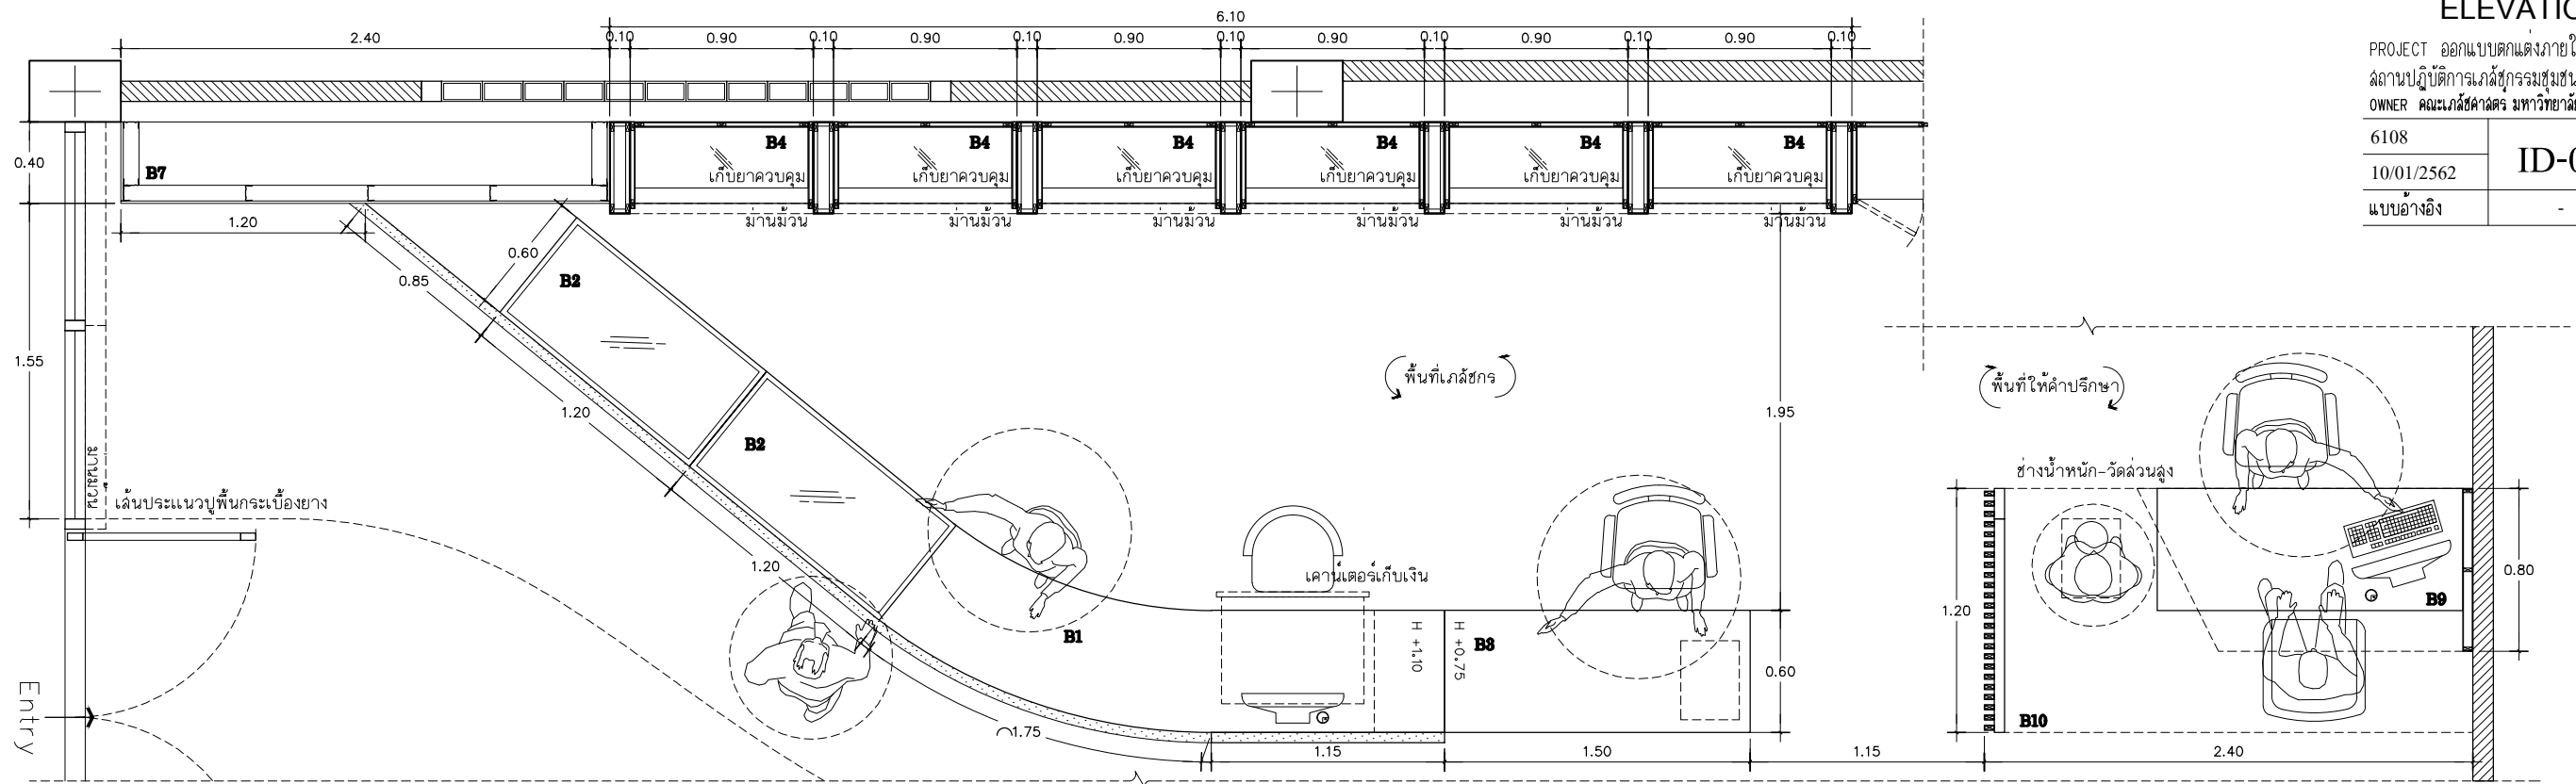 ELEVATIO
PROJECT ออกแบบตกแต่งภายใ
สถานปฏิบัติการเภสัชกรรมชุมชน
OWNER คณะเภสัชศาสตร์ มหาวิทยาลัย
6108
10/01/2562
ID-0
แบบอ้างอิง -
6.10
2.40
0.10 0.90 0.10 0.90 0.10 0.90 0.10 0.90 0.10 0.90 0.10 0.90 0.10
B4 B4 B4 B4 B4 B4
เก็บยาควบคุม เก็บยาควบคุม เก็บยาควบคุม เก็บยาควบคุม เก็บยาควบคุม เก็บยาควบคุม
ม่านม้วน ม่านม้วน ม่านม้วน ม่านม้วน ม่านม้วน ม่านม้วน
0.40
B7
1.20
0.60
0.85
B2
1.55
พื้นที่เภสัชกร
พื้นที่ให้คำปรึกษา
1.20
1.95
B2
ม่านม้วน
เส้นประแนวปูพื้นกระเบื้องยาง
ช่างน้ำหนัก-วัดส่วนสูง
1.20
เคาน์เตอร์เก็บเงิน
0.80
B9
1.20
B1
H +1.10
H +0.75
B3
0.60
B10
Entry
1.75
1.15
1.50
1.15
2.40